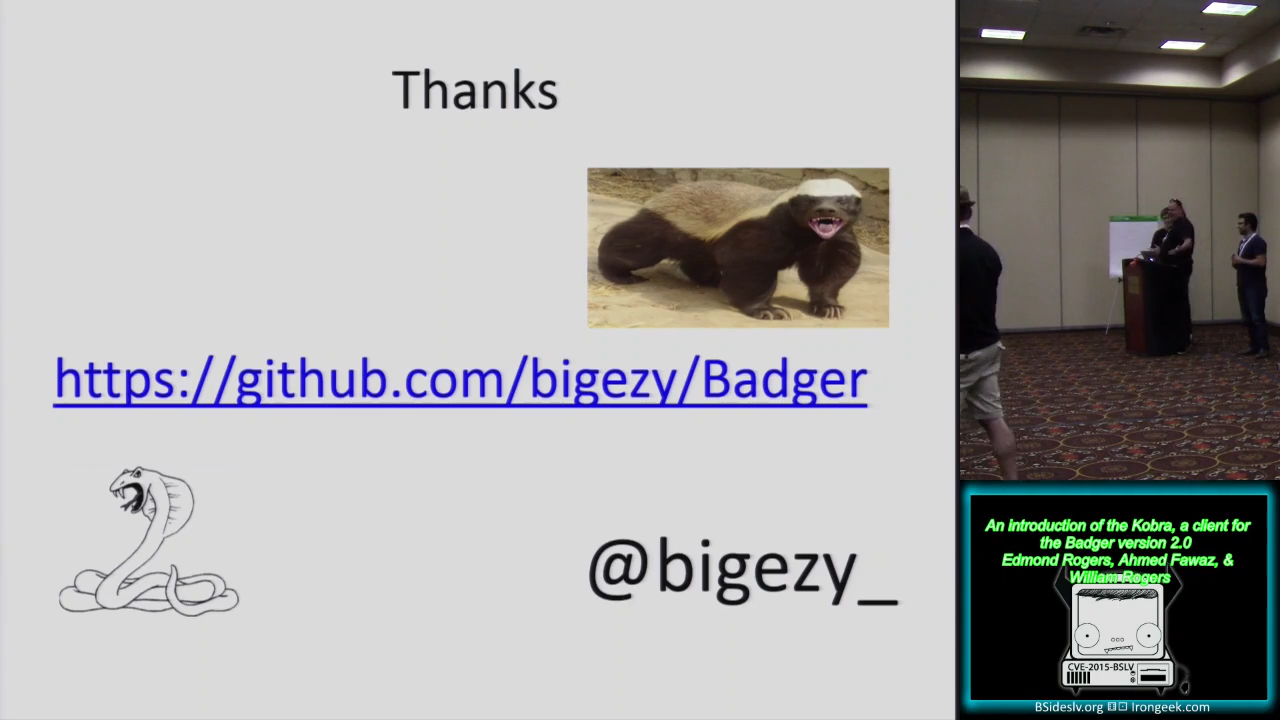 Thanks
https://github.com/bigezy/Badger
@bigezy_
An introduction of the Kobra, a client for
the Badger version 2.0
Edmond Rogers, Ahmed Fawaz, &
William Rogers
CVE-2015-BSLV
BSideslv.org Irongeek.com